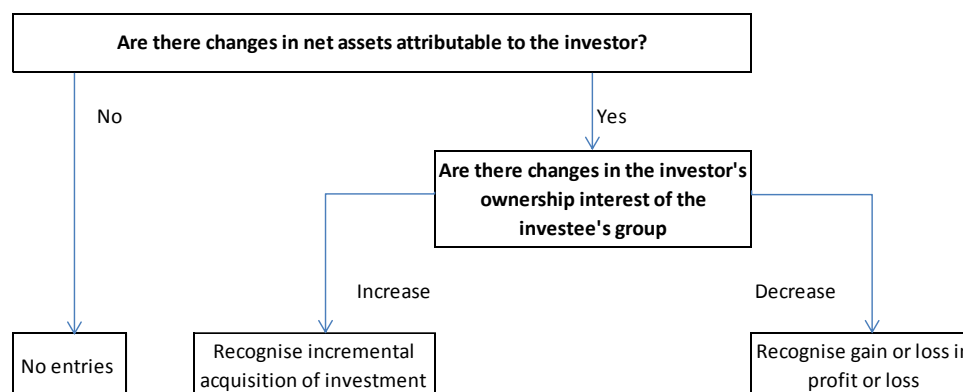 Are there changes in net assets attributable to the investor?
No
Yes
Are there changes in the investor's
ownership interest of the
investee's group
Increase
Decrease
No entries
Recognise incremental
acquisition of investment
Recognise gain or loss in
profit or loss